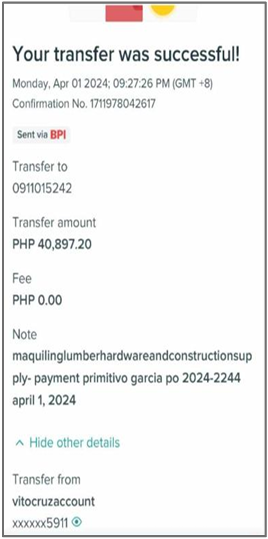 Your transfer was successful!
Monday, Apr 01 2024; 09:27:26 PM (GMT +8)
Confirmation No. 1711978042617
Sent via BPI
Transfer to
0911015242
Transfer amount
PHP 40,897.20
Fee
PHP 0.00
Note
maquilinglumberhardwareandconstructionsup
ply- payment primitivo garcia po 2024-2244
april 1, 2024
Hide other details
Transfer from
vitocruzaccount
xxxxxx5911